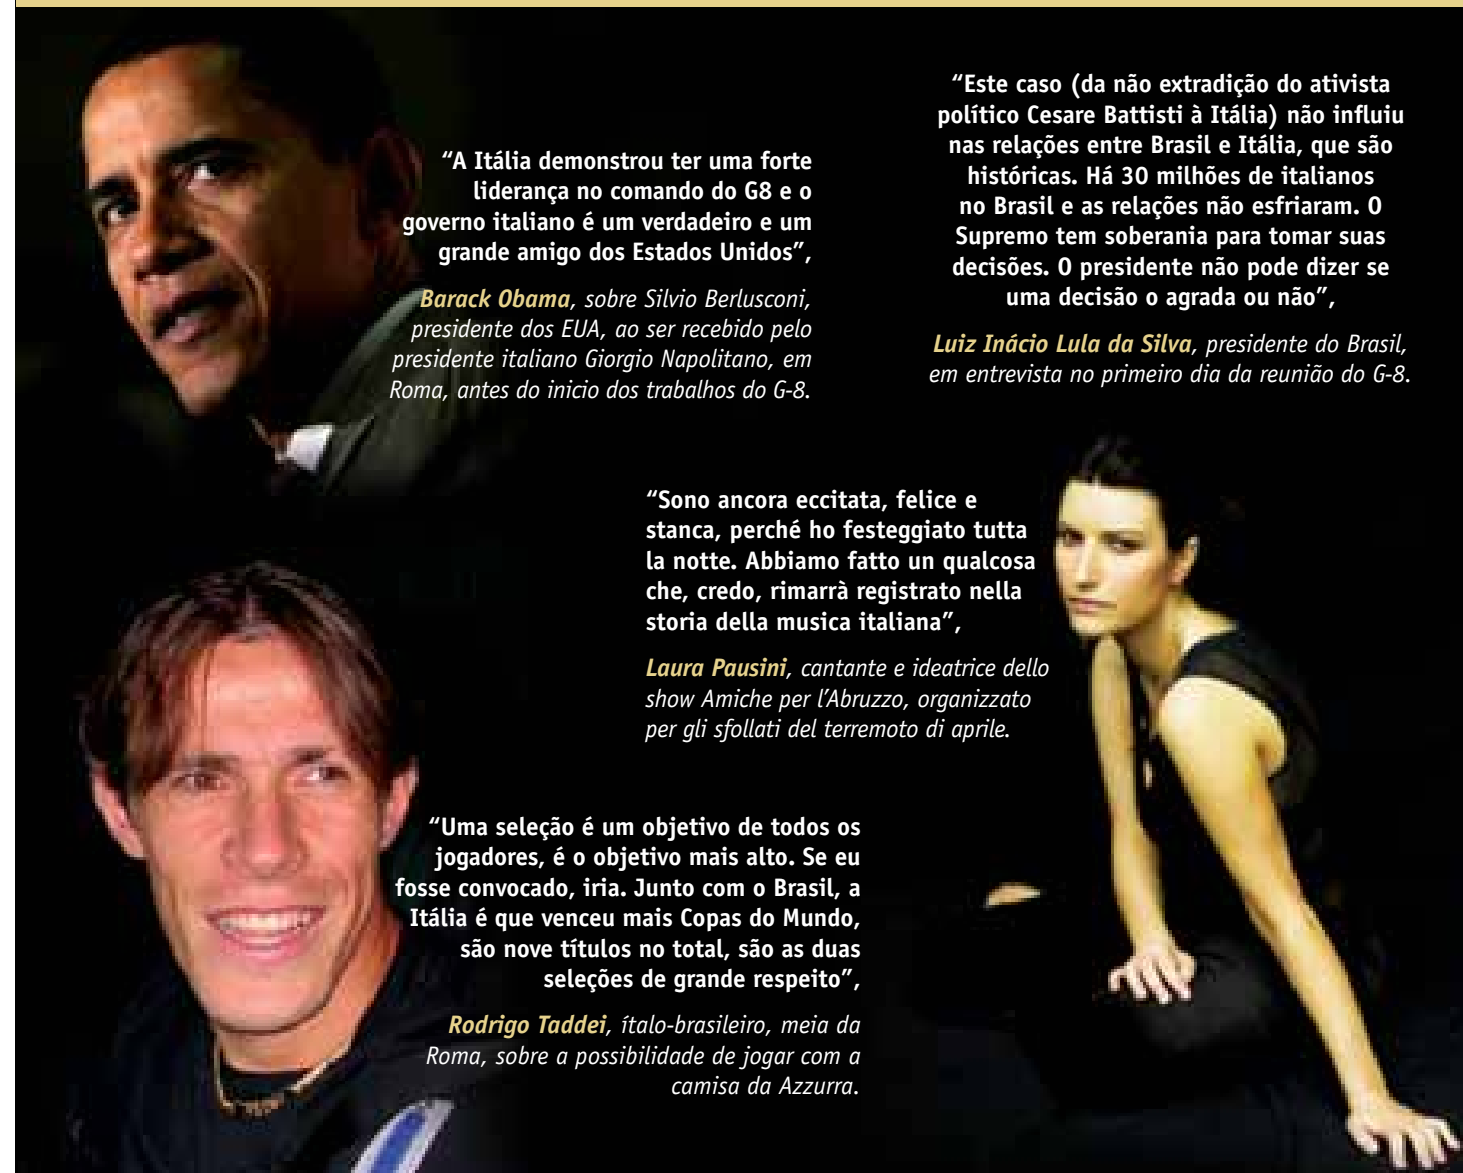 “A Itália demonstrou ter uma forte
liderança no comando do G8 e o
governo italiano é um verdadeiro e um
grande amigo dos Estados Unidos”,
Barack Obama, sobre Silvio Berlusconi,
presidente dos EUA, ao ser recebido pelo
presidente italiano Giorgio Napolitano, em
Roma, antes do inicio dos trabalhos do G-8.
“Este caso (da não extradição do ativista
político Cesare Battisti à Itália) não influiu
nas relações entre Brasil e Itália, que são
históricas. Há 30 milhões de italianos
no Brasil e as relações não esfriaram. O
Supremo tem soberania para tomar suas
decisões. O presidente não pode dizer se
uma decisão o agrada ou não”,
Luiz Inácio Lula da Silva, presidente do Brasil,
em entrevista no primeiro dia da reunião do G-8.
“Sono ancora eccitata, felice e
stanca, perché ho festeggiato tutta
la notte. Abbiamo fatto un qualcosa
che, credo, rimarrà registrato nella
storia della musica italiana”,
Laura Pausini, cantante e ideatrice dello
show Amiche per l’Abruzzo, organizzato
per gli sfollati del terremoto di aprile.
“Uma seleção é um objetivo de todos os
jogadores, é o objetivo mais alto. Se eu
fosse convocado, iria. Junto com o Brasil, a
Itália é que venceu mais Copas do Mundo,
são nove títulos no total, são as duas
seleções de grande respeito”,
Rodrigo Taddei, ítalo-brasileiro, meia da
Roma, sobre a possibilidade de jogar com a
camisa da Azzurra.